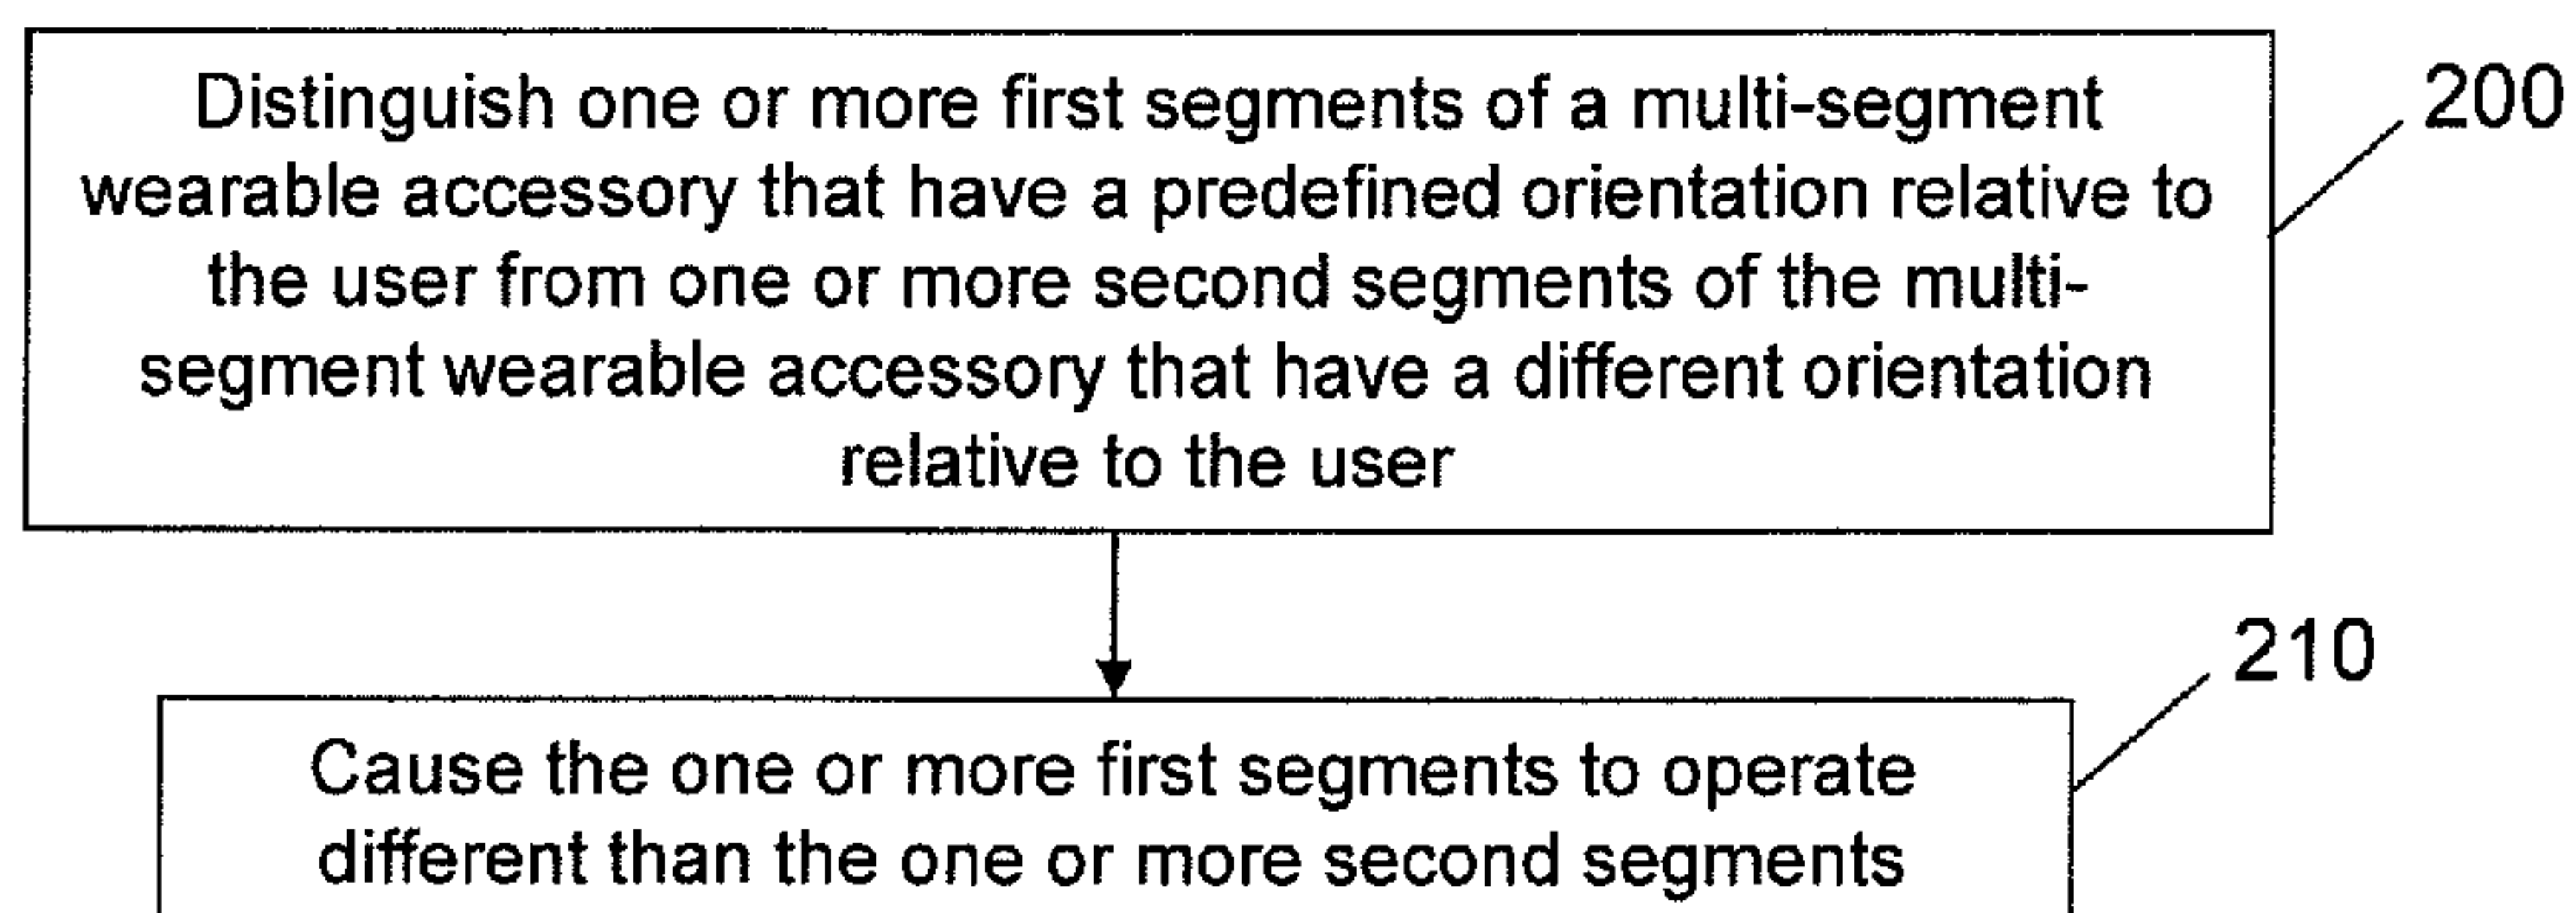 Distinguish one or more first segments of a multi-segment
wearable accessory that have a predefined orientation relative to
the user from one or more second segments of the multi-
segment wearable accessory that have a different orientation
relative to the user
200
210
Cause the one or more first segments to operate
different than the one or more second segments